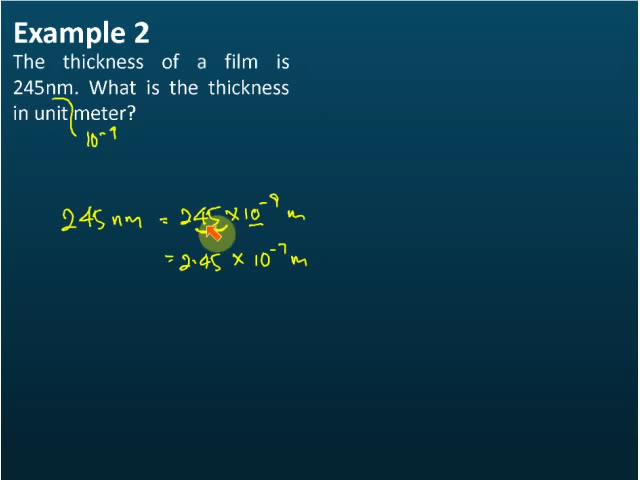 Example 2
The thickness of a film is
245nm. What is the thickness
in unit meter?
10⁻⁹
245 nm = 245 × 10⁻⁹ m
= 2.45 × 10⁻⁷ m